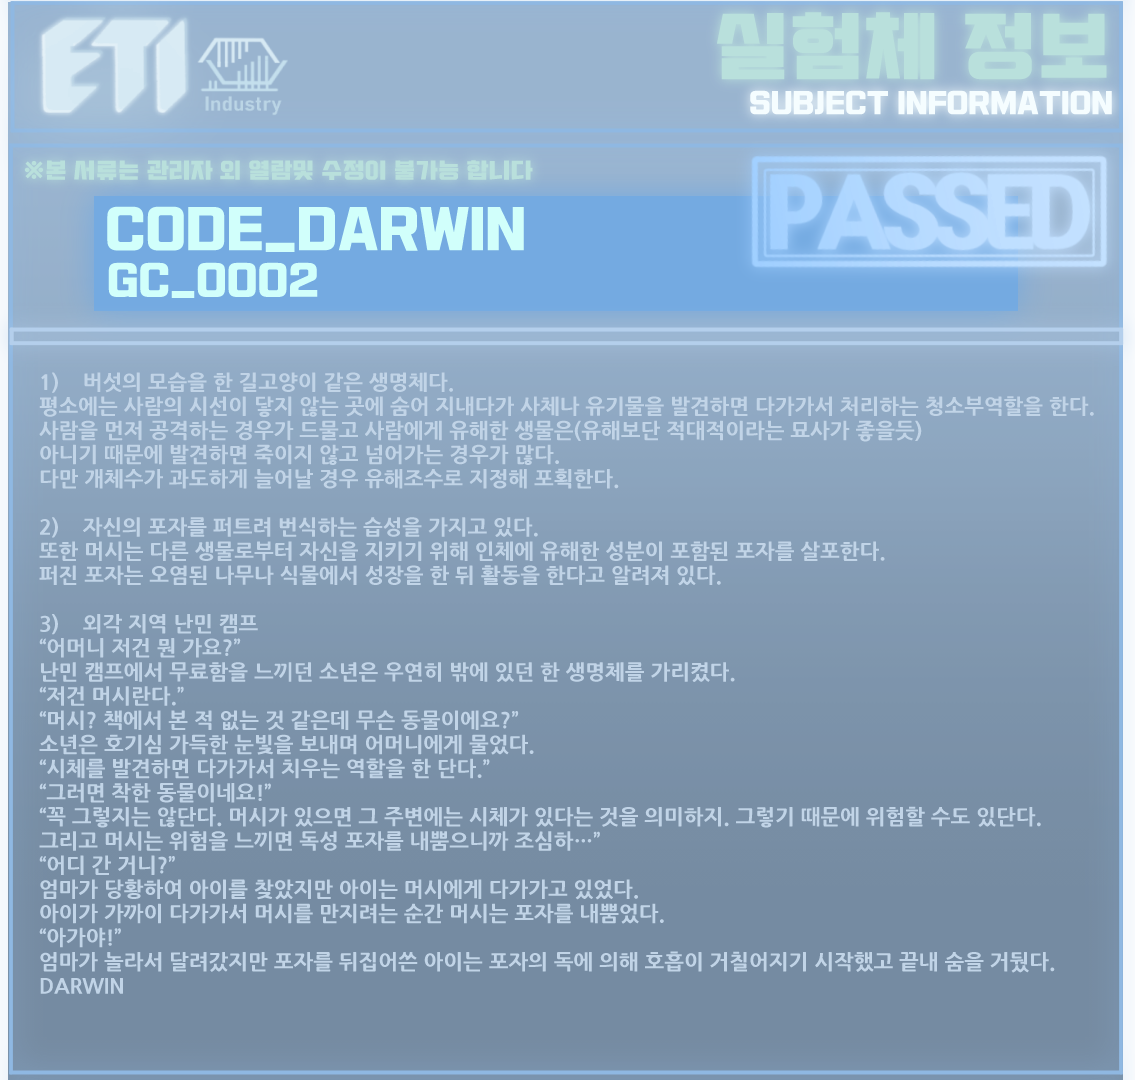 ETI
Industry
실험체 정보
SUBJECT INFORMATION
※본 서류는 관리자 외 열람및 수정이 불가능 합니다
PASSED
CODE_DARWIN
GC_0002
1) 버섯의 모습을 한 길고양이 같은 생명체다.
평소에는 사람의 시선이 닿지 않는 곳에 숨어 지내다가 사체나 유기물을 발견하면 다가가서 처리하는 청소부역할을 한다.
사람을 먼저 공격하는 경우가 드물고 사람에게 유해한 생물은(유해보단 적대적이라는 묘사가 좋을듯)
아니기 때문에 발견하면 죽이지 않고 넘어가는 경우가 많다.
다만 개체수가 과도하게 늘어날 경우 유해조수로 지정해 포획한다.
2) 자신의 포자를 퍼트려 번식하는 습성을 가지고 있다.
또한 머시는 다른 생물로부터 자신을 지키기 위해 인체에 유해한 성분이 포함된 포자를 살포한다.
퍼진 포자는 오염된 나무나 식물에서 성장을 한 뒤 활동을 한다고 알려져 있다.
3) 외각 지역 난민 캠프
“어머니 저건 뭔 가요?”
난민 캠프에서 무료함을 느끼던 소년은 우연히 밖에 있던 한 생명체를 가리켰다.
“저건 머시란다.”
“머시? 책에서 본 적 없는 것 같은데 무슨 동물이에요?”
소년은 호기심 가득한 눈빛을 보내며 어머니에게 물었다.
“시체를 발견하면 다가가서 치우는 역할을 한 단다.”
“그러면 착한 동물이네요!”
“꼭 그렇지는 않단다. 머시가 있으면 그 주변에는 시체가 있다는 것을 의미하지. 그렇기 때문에 위험할 수도 있단다.
그리고 머시는 위험을 느끼면 독성 포자를 내뿜으니까 조심하…”
“어디 간 거니?”
엄마가 당황하여 아이를 찾았지만 아이는 머시에게 다가가고 있었다.
아이가 가까이 다가가서 머시를 만지려는 순간 머시는 포자를 내뿜었다.
“아가야!”
엄마가 놀라서 달려갔지만 포자를 뒤집어쓴 아이는 포자의 독에 의해 호흡이 거칠어지기 시작했고 끝내 숨을 거뒀다.
DARWIN